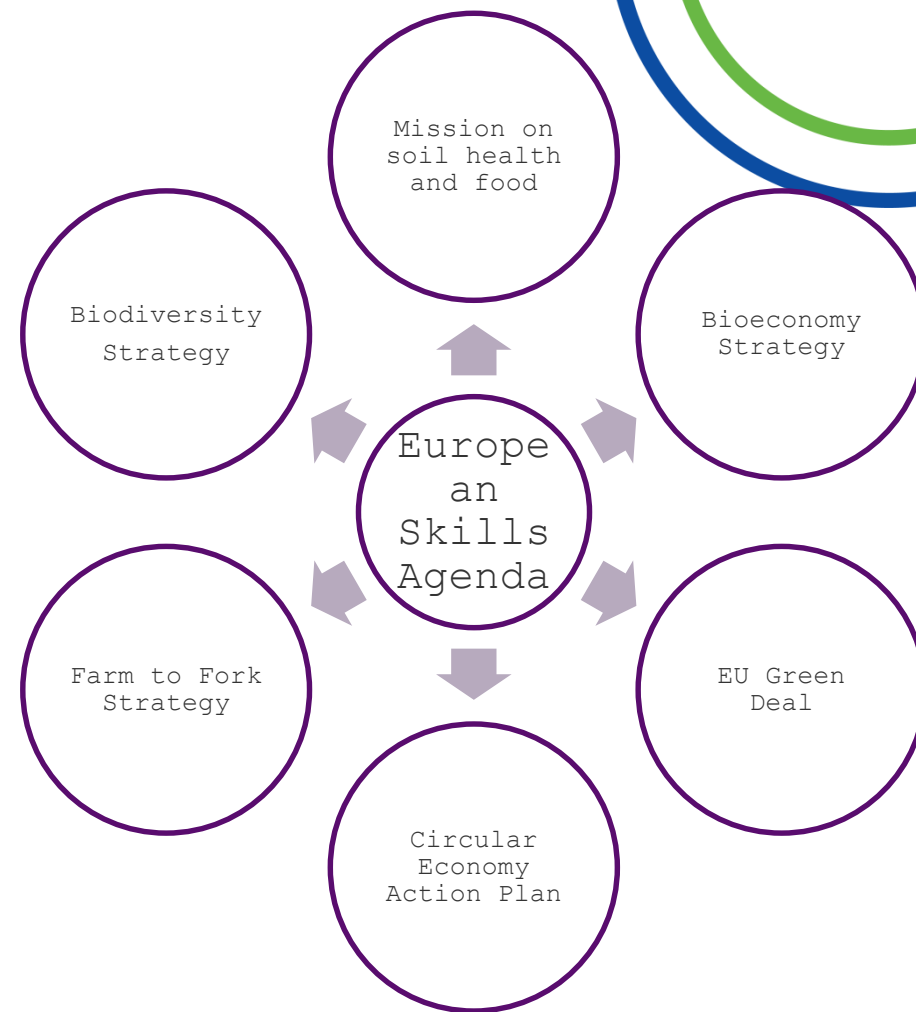 Mission on
soil health
and food
Biodiversity
Strategy
Bioeconomy
Strategy
Europe
an
Skills
Agenda
Farm to Fork
Strategy
EU Green
Deal
Circular
Economy
Action Plan